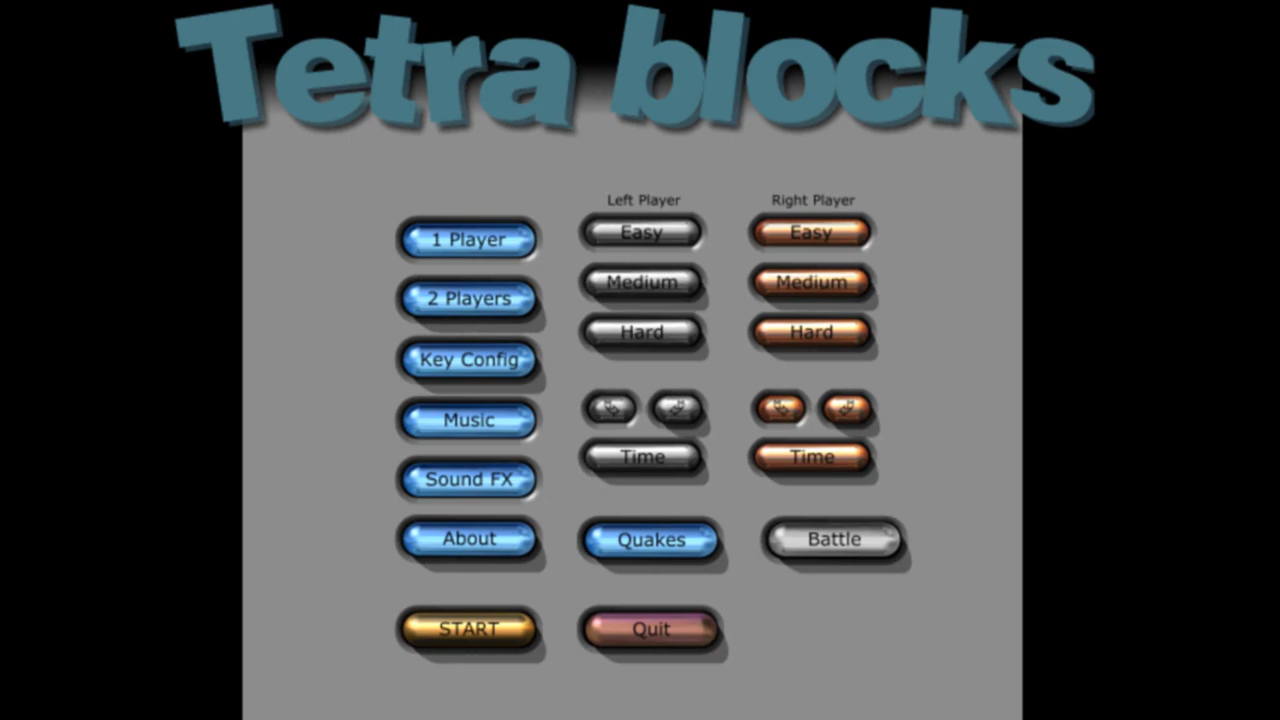 Tetra blocks
Left Player
Right Player
1 Player
Easy
Easy
2 Players
Medium
Medium
Key Config
Hard
Hard
Music
Time
Time
Sound FX
About
Quakes
Battle
START
Quit